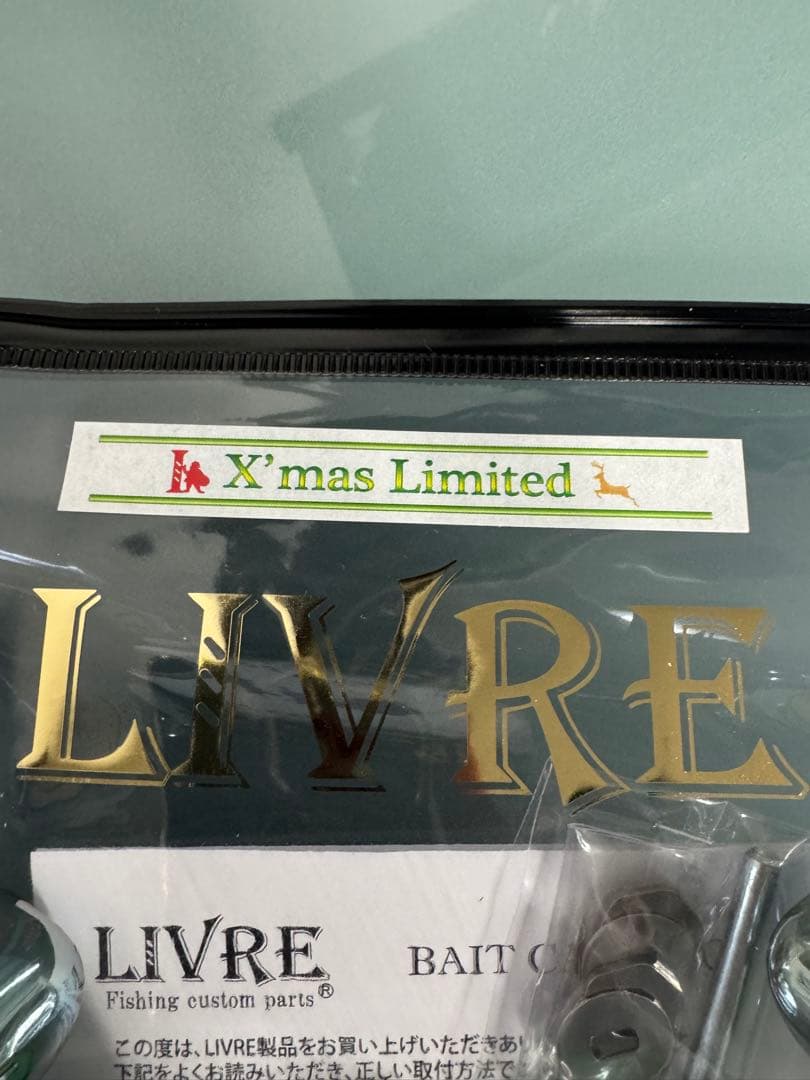 X'mas Limited
LIVRE
LIVRE
Fishing custom parts®
BAIT
この度は、LIVRE製品をお買い上げいただきあり
下記をよくお読みいただき、正しい取付方法で